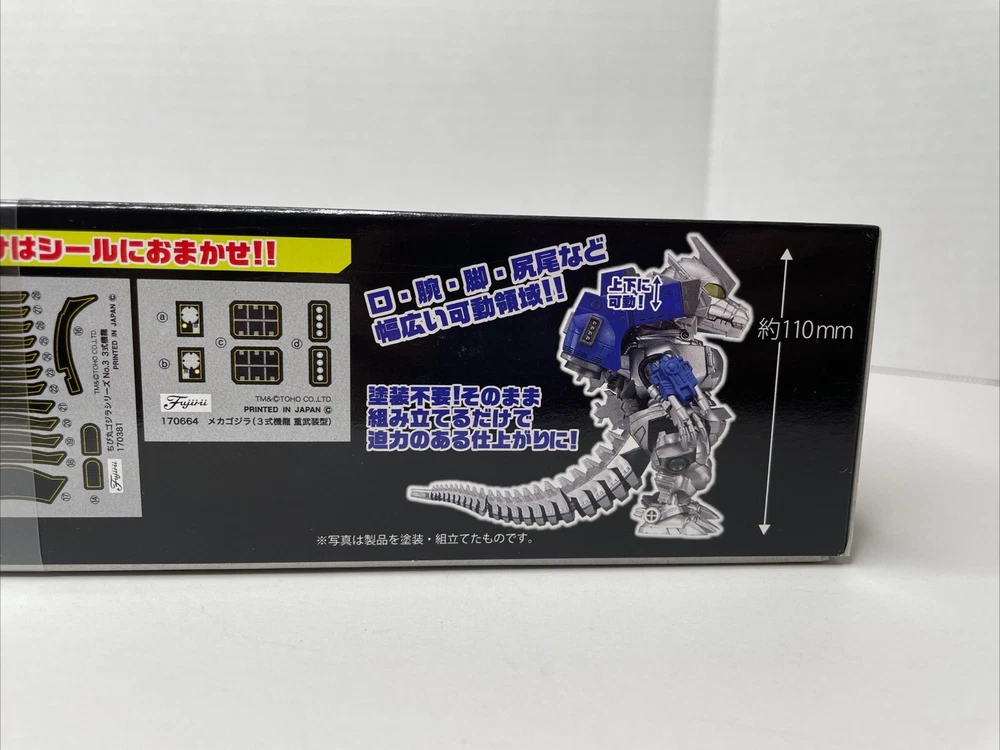 はシールにおまかせ!!
口・腕・脚・尻尾など
幅広い可動領域!!
上下に
可動!
約110mm
塗装不要!そのまま
組み立てるだけで
迫力のある仕上がりに!
※写真は製品を塗装・組立てたものです。
ⓐ
ⓑ
ⓒ
ⓓ
Fujimi
TM&©TOHO CO.,LTD.
PRINTED IN JAPAN Ⓒ
170664 メカゴジラ(3式機龍 重武装型)
TM&©TOHO CO.,LTD.
PRINTED IN JAPAN Ⓒ
ちび丸ゴジラシリーズ No.3 3式機龍
170381
Fujimi